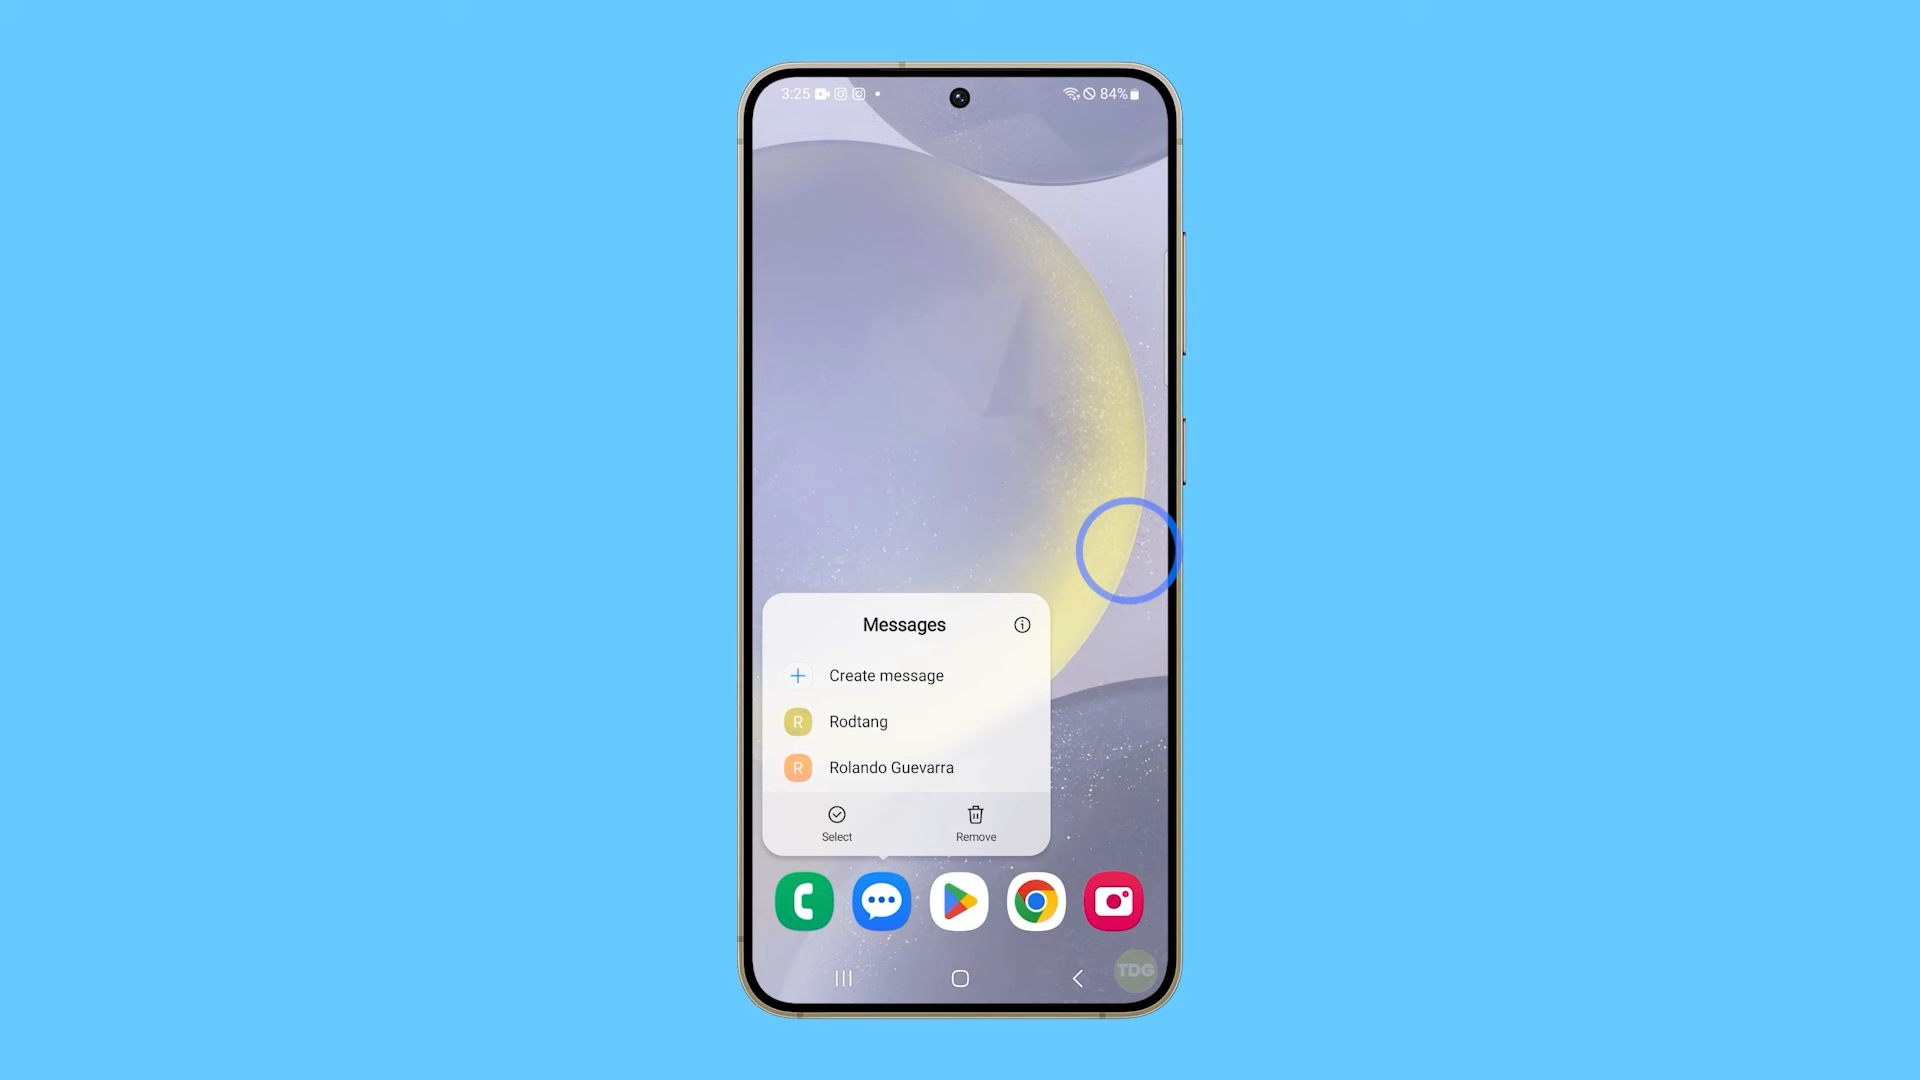 3:25
84%
Messages
Create message
R Rodtang
R Rolando Guevarra
Select Remove
TDG